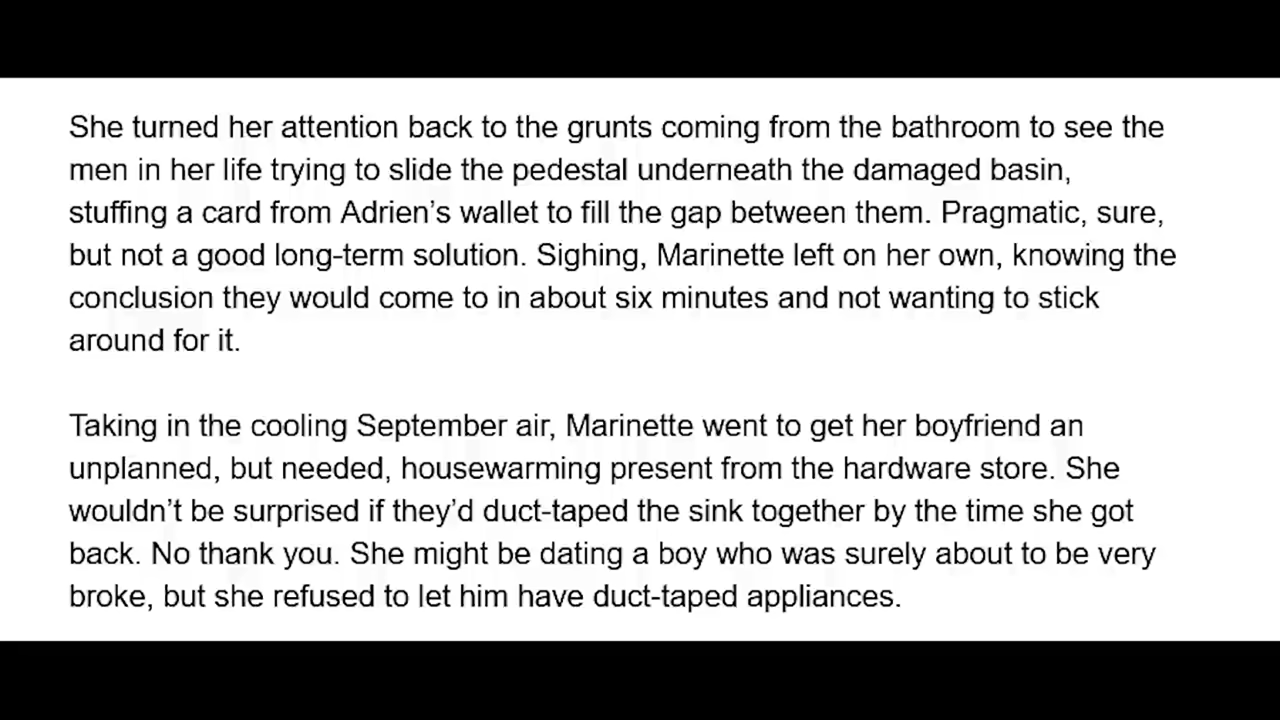 She turned her attention back to the grunts coming from the bathroom to see the
men in her life trying to slide the pedestal underneath the damaged basin,
stuffing a card from Adrien’s wallet to fill the gap between them. Pragmatic, sure,
but not a good long-term solution. Sighing, Marinette left on her own, knowing the
conclusion they would come to in about six minutes and not wanting to stick
around for it.
Taking in the cooling September air, Marinette went to get her boyfriend an
unplanned, but needed, housewarming present from the hardware store. She
wouldn’t be surprised if they’d duct-taped the sink together by the time she got
back. No thank you. She might be dating a boy who was surely about to be very
broke, but she refused to let him have duct-taped appliances.